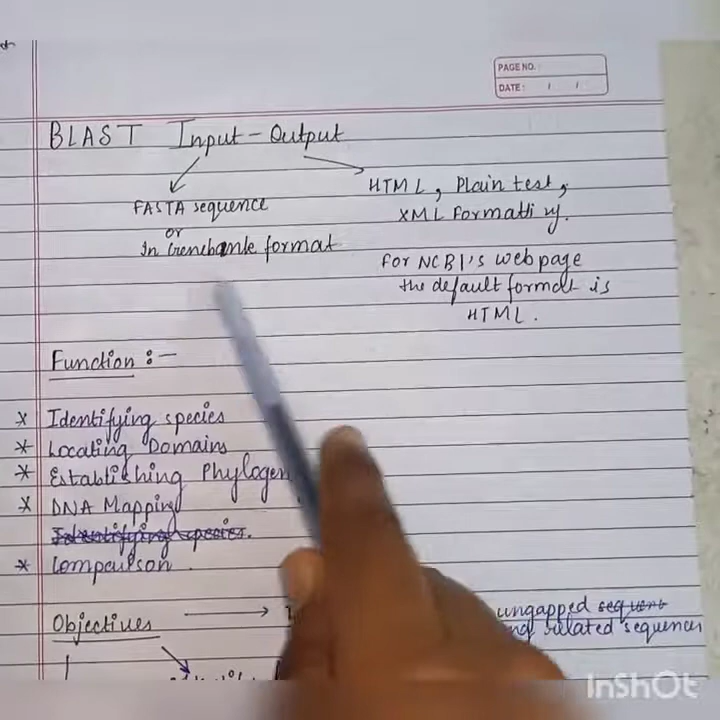 PAGE NO.
DATE: / /
BLAST Input - Output
FASTA sequence
or
In Genebank format
HTML, Plain test,
XML Formatting.
for NCBI's webpage
the default format is
HTML.
Function :-
* Identifying species
* Locating Domains
* Establishing Phylogen
* DNA Mapping
Identifying species.
* Comparison.
Objectives
ungapped sequent
related sequences
InShOt